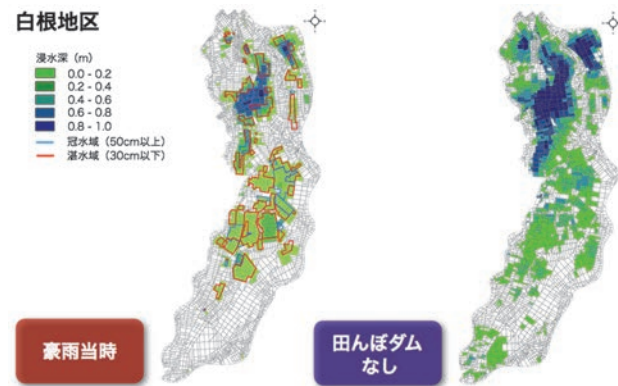 白根地区
浸水深（m）
0.0 - 0.2
0.2 - 0.4
0.4 - 0.6
0.6 - 0.8
0.8 - 1.0
冠水域（50cm以上）
湛水域（30cm以下）
豪雨当時
田んぼダム
なし